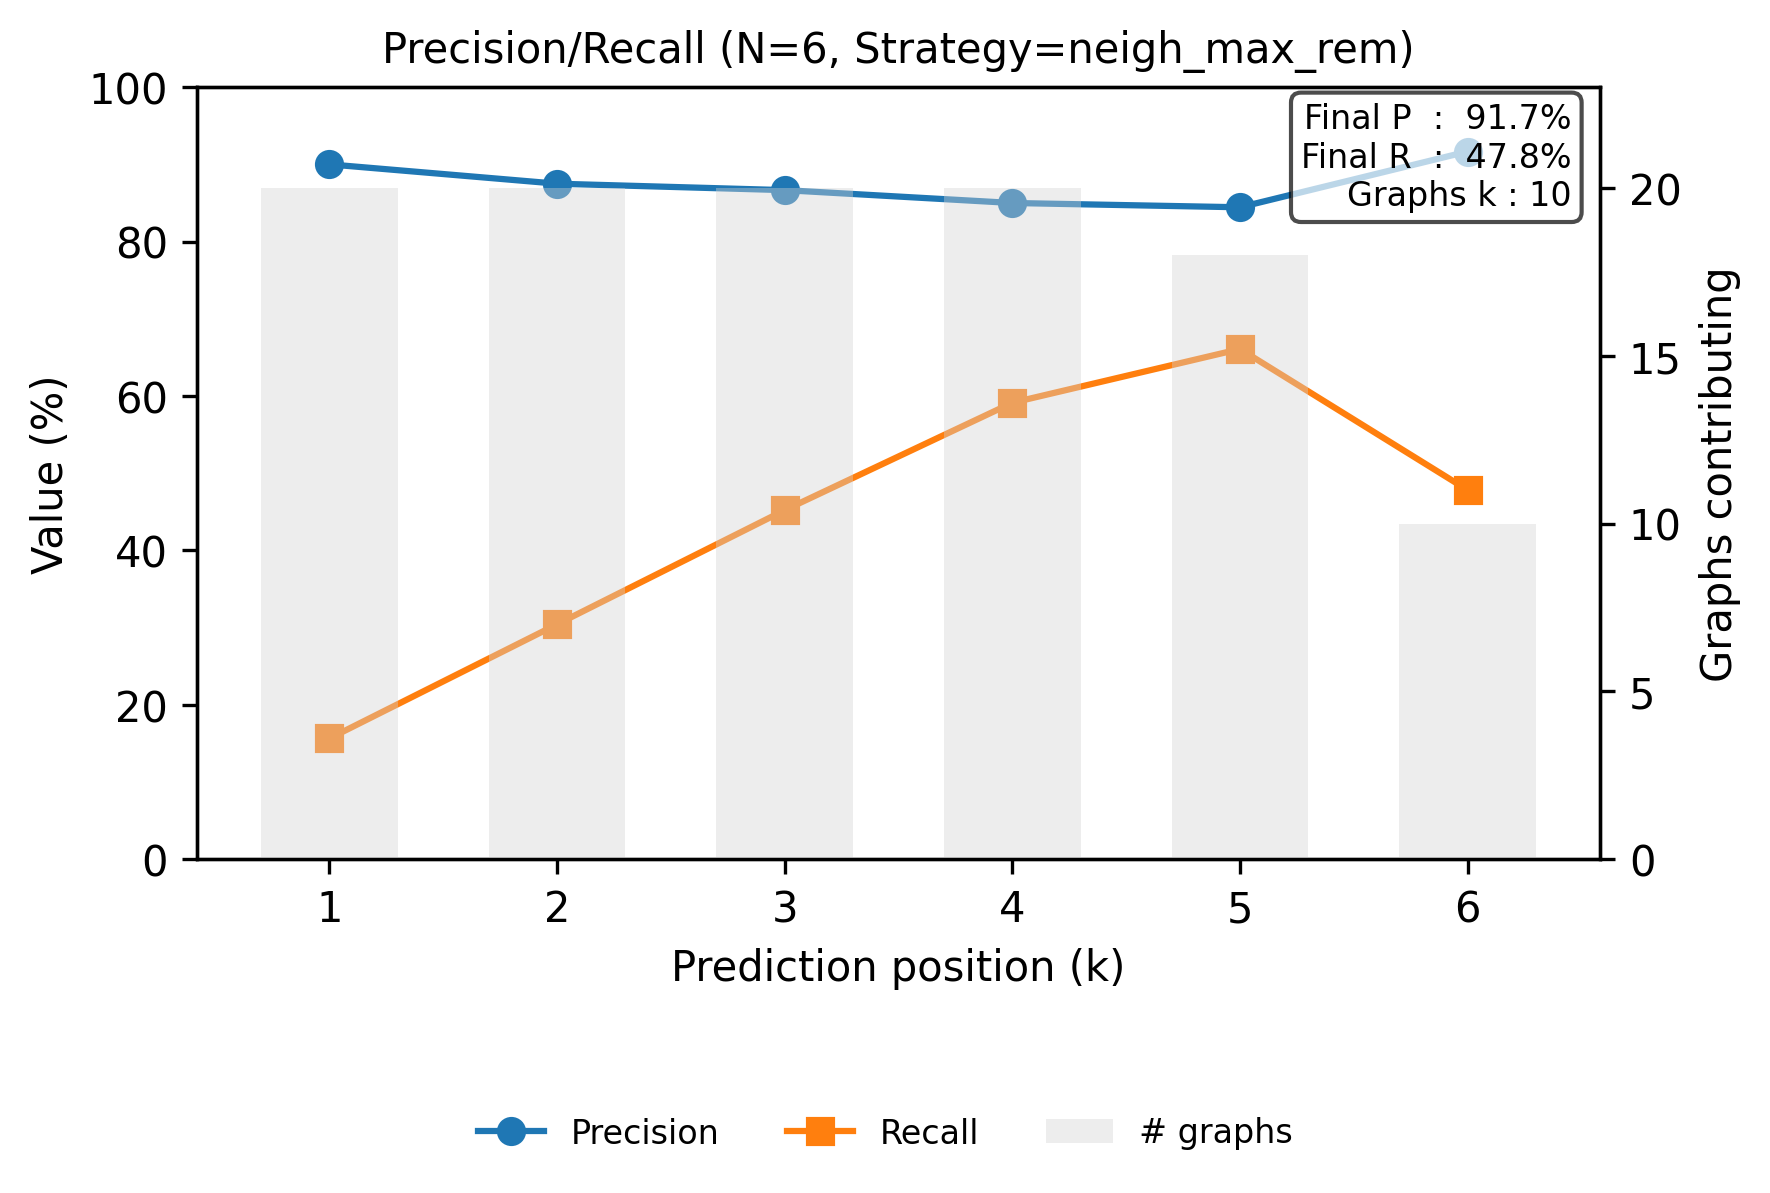 Precision/Recall (N=6, Strategy=neigh_max_rem)
Final P : 91.7%
Final R : 47.8%
Graphs k : 10
100
80
60
40
20
0
Value (%)
20
15
10
5
0
Graphs contributing
1 2 3 4 5 6
Prediction position (k)
Precision Recall # graphs